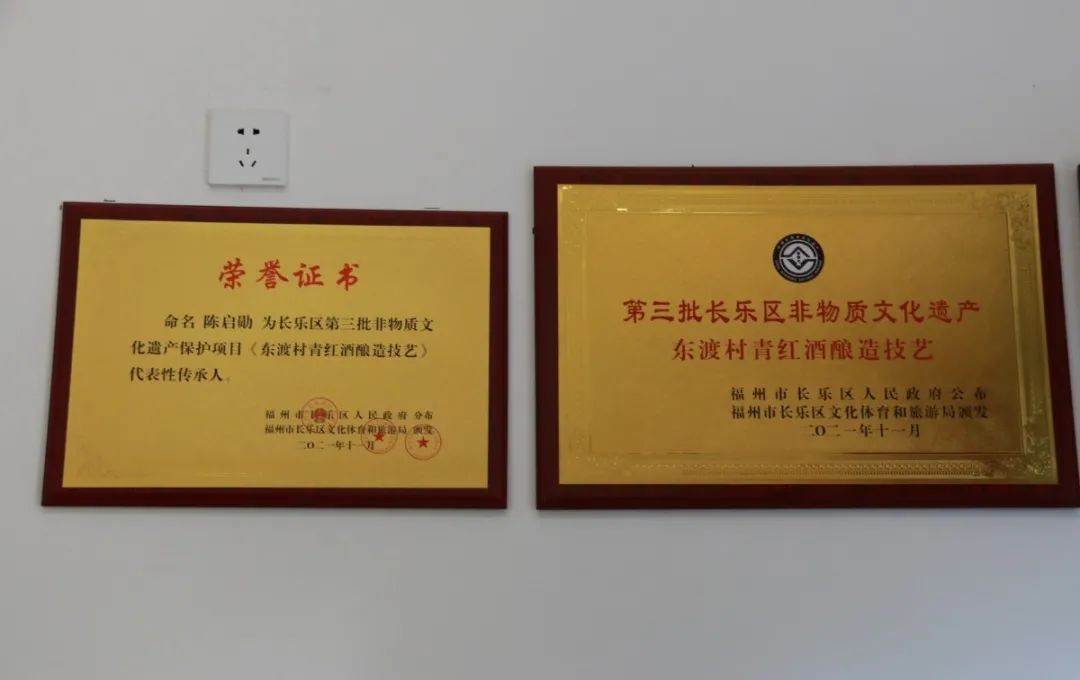 荣誉证书
命名 陈启勋 为长乐区第三批非物质文
化遗产保护项目《东渡村青红酒酿造技艺》
代表性传承人。
福州市长乐区人民政府 分布
福州市长乐区文化体育和旅游局 颁发
二〇二一年十一月
第三批长乐区非物质文化遗产
东渡村青红酒酿造技艺
福州市长乐区人民政府公布
福州市长乐区文化体育和旅游局颁发
二〇二一年十一月